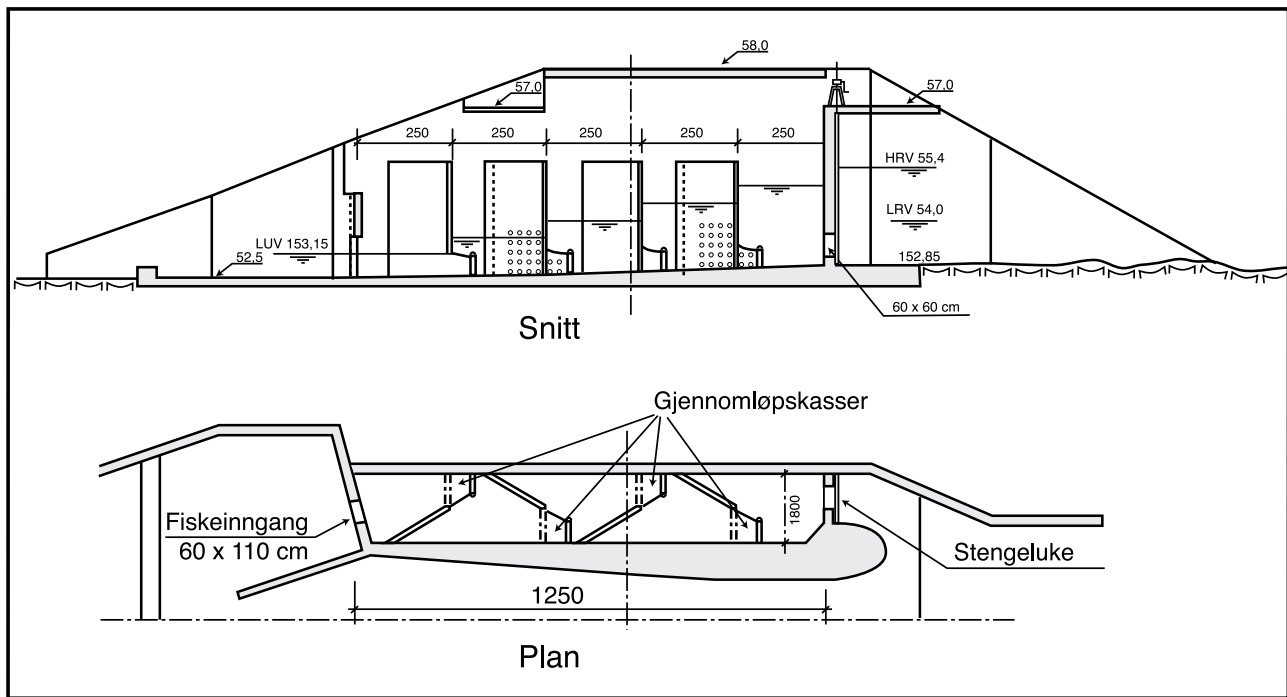 58,0
57,0
57,0
250 250 250 250 250
HRV 55,4
LRV 54,0
LUV 153,15
52,5
152,85
60 x 60 cm
Snitt
Gjennomløpskasser
Fiskeinngang
60 x 110 cm
1800
Stengeluke
1250
Plan